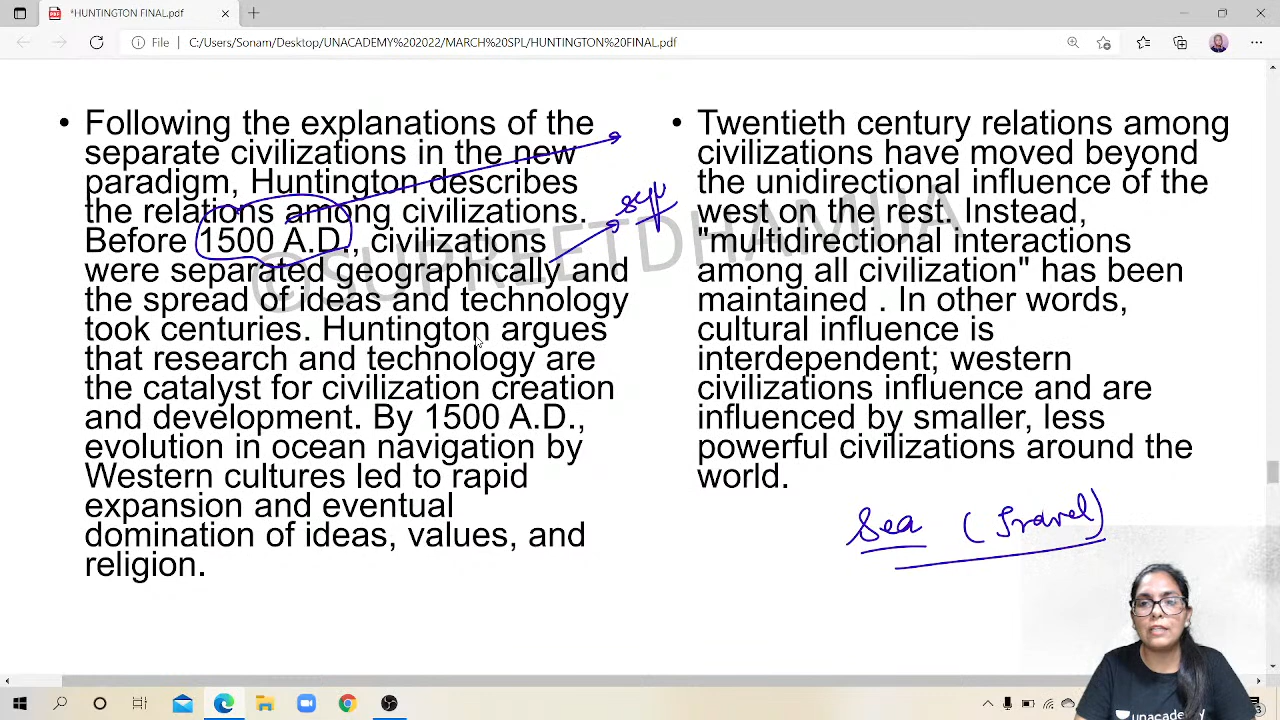 *HUNTINGTON FINAL.pdf
File
C:/Users/Sonam/Desktop/UNACADEMY%202022/MARCH%20SPL/HUNTINGTON%20FINAL.pdf
• Following the explanations of the
separate civilizations in the new
paradigm, Huntington describes
the relations among civilizations.
Before 1500 A.D., civilizations
were separated geographically and
the spread of ideas and technology
took centuries. Huntington argues
that research and technology are
the catalyst for civilization creation
and development. By 1500 A.D.,
evolution in ocean navigation by
Western cultures led to rapid
expansion and eventual
domination of ideas, values, and
religion.
• Twentieth century relations among
civilizations have moved beyond
the unidirectional influence of the
west on the rest. Instead,
"multidirectional interactions
among all civilization" has been
maintained . In other words,
cultural influence is
interdependent; western
civilizations influence and are
influenced by smaller, less
powerful civilizations around the
world.
Sea (Travel)
©SUPREETDHAMIJA
unacademy